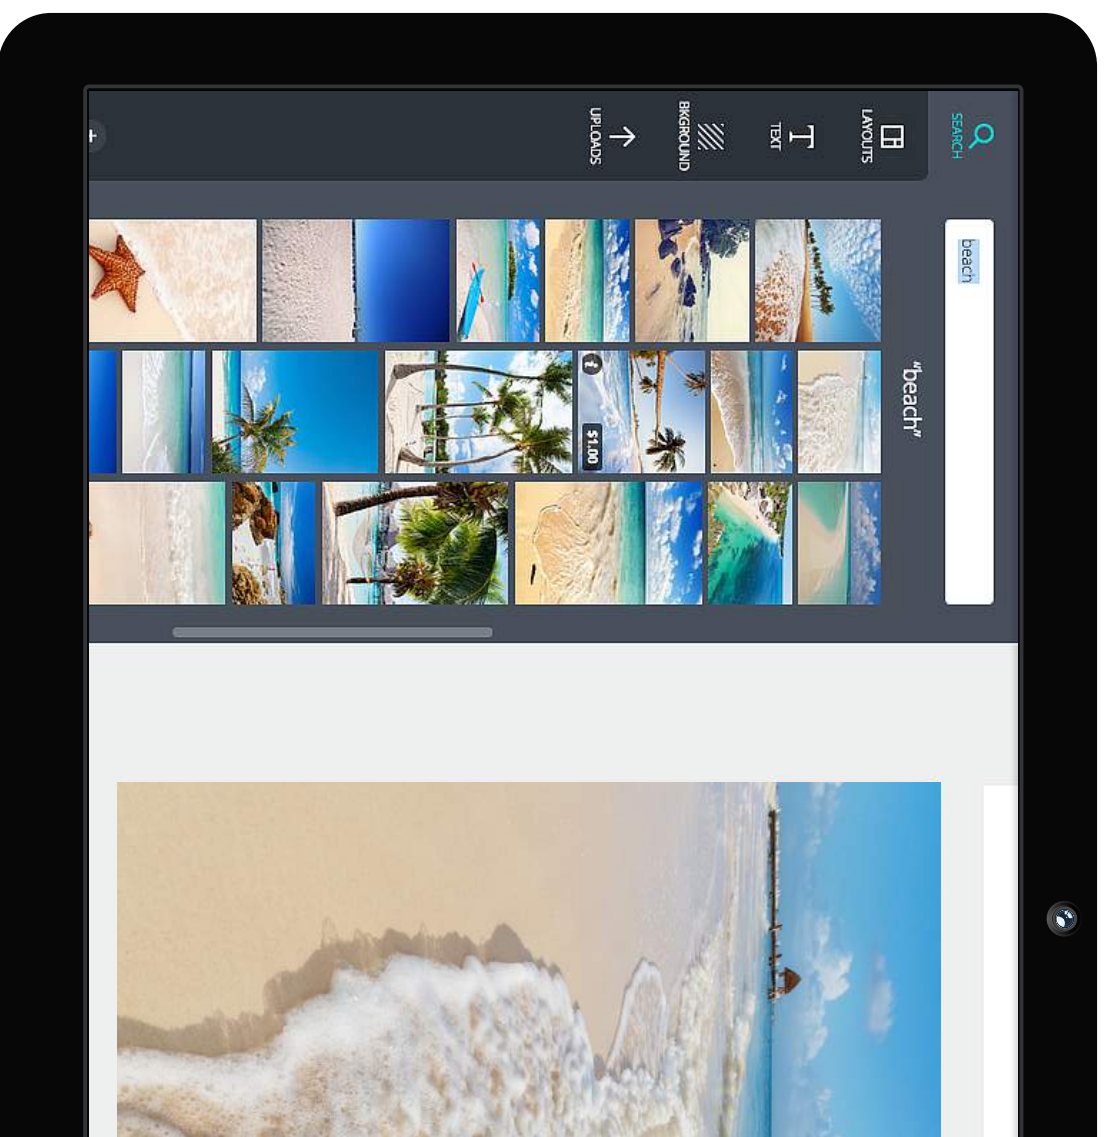 SEARCH
beach
LAYOUTS
TEXT
BKGROUND
UPLOADS
"beach"
$1.00